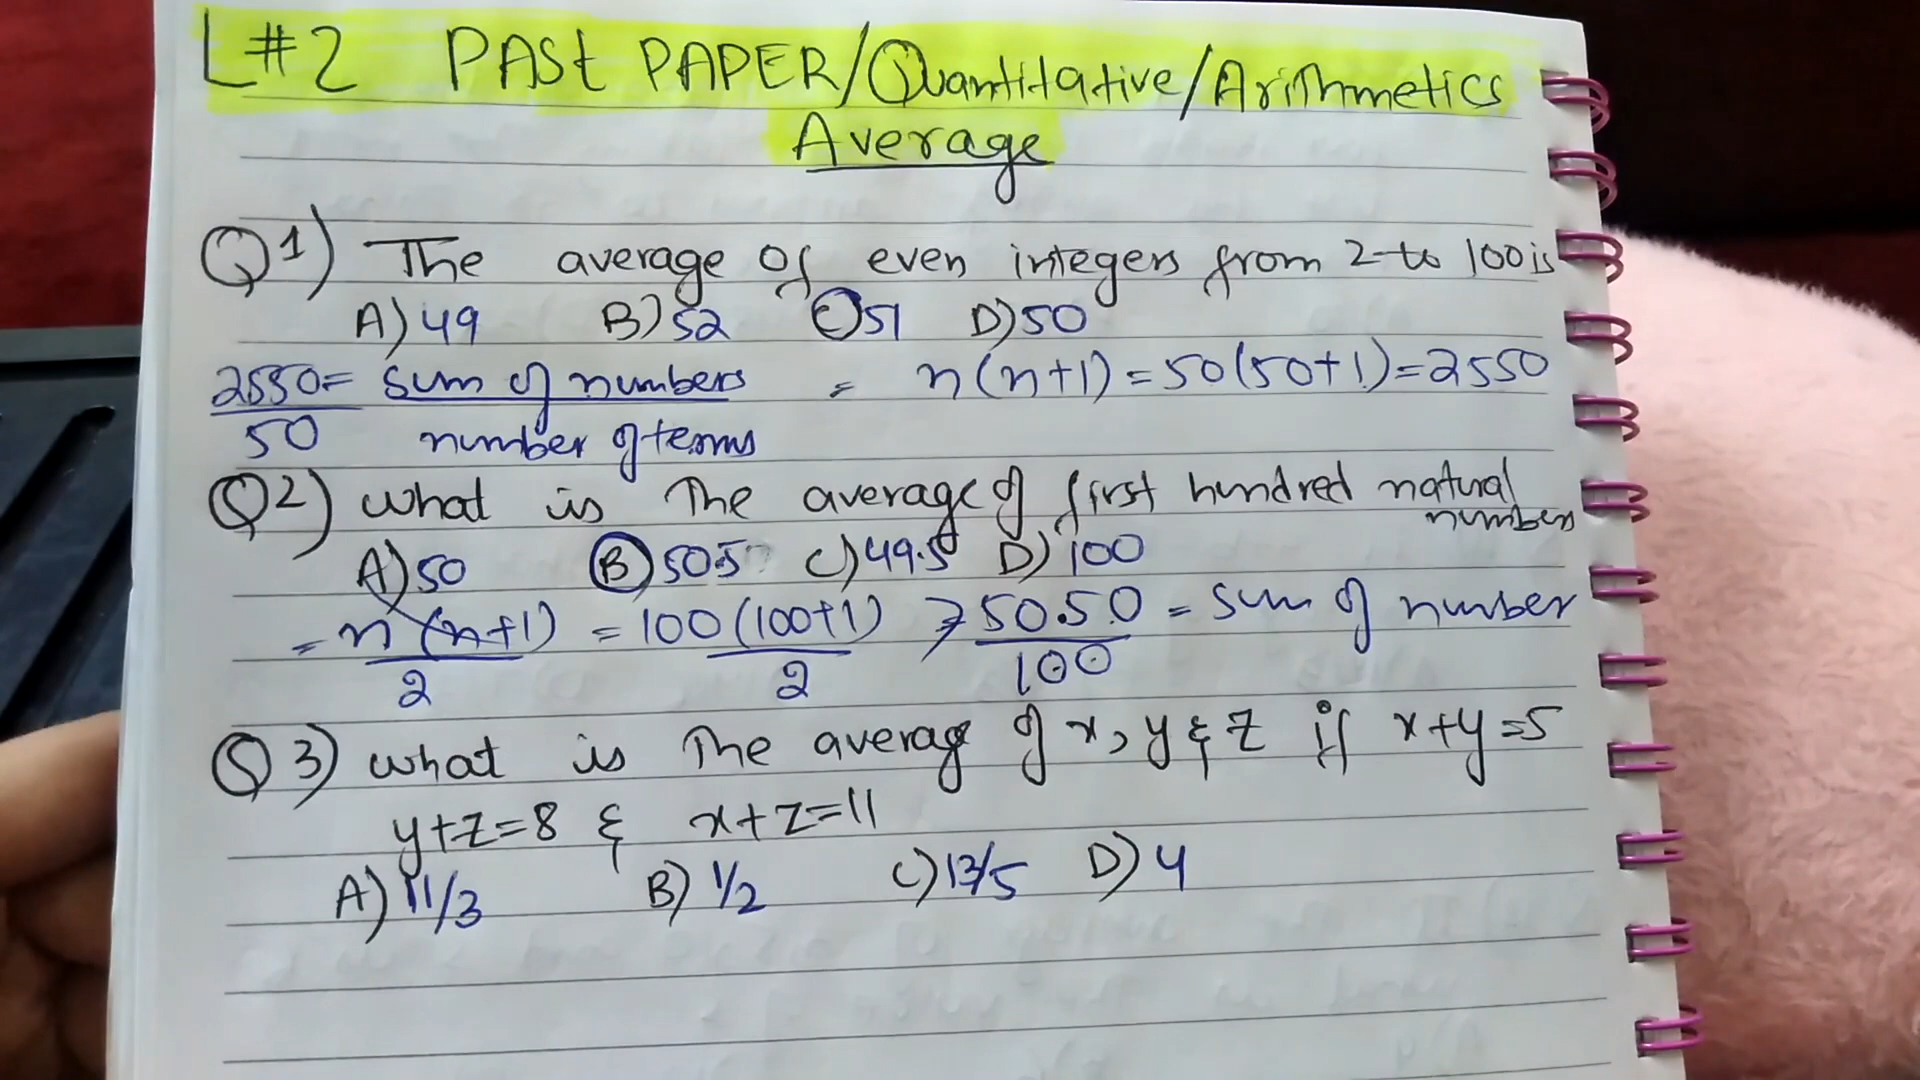 L#2 PASt PAPER/Quantitative/Arithmetics
Average
Q1) The average of even integers from 2 to 100 is
A) 49 B) 52 C) 51 D) 50
2550 = sum of numbers = n(n+1) = 50(50+1) = 2550
50 number of terms
Q2) what is The average of first hundred natural
numbers
A) 50 B) 50.5 C) 49.5 D) 100
= n(n+1) = 100(100+1) ⇒ 50.50 = sum of number
2 2 100
Q3) what is The average of x, y & z if x+y=5
y+z=8 & x+z=11
A) 11/3 B) 1/2 C) 13/5 D) 4